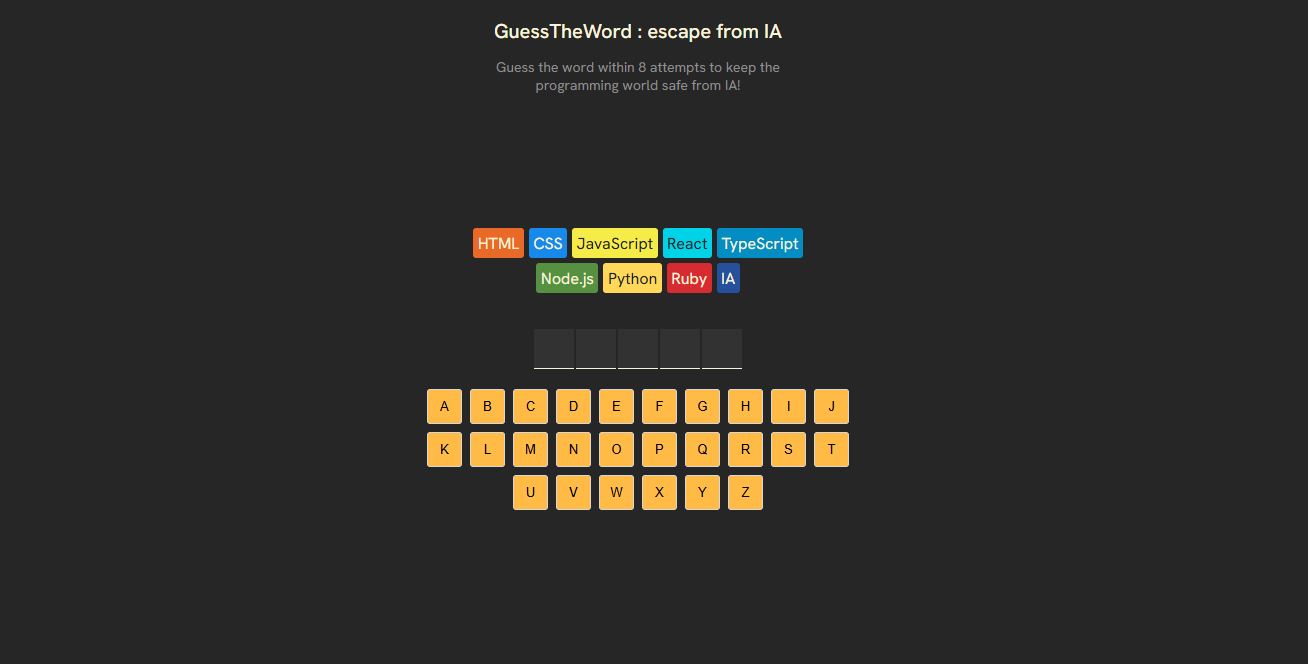 GuessTheWord : escape from IA
Guess the word within 8 attempts to keep the
programming world safe from IA!
HTML CSS JavaScript React TypeScript
Node.js Python Ruby IA
A B C D E F G H I J
K L M N O P Q R S T
U V W X Y Z